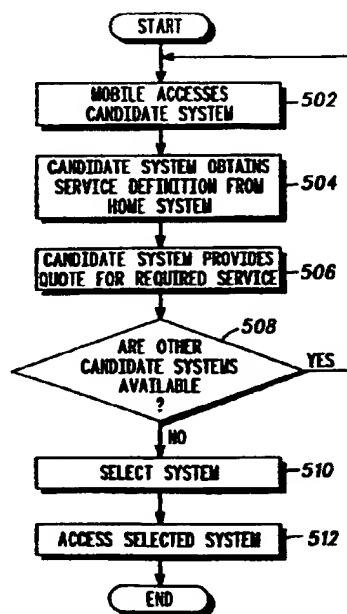 START
MOBILE ACCESSES
CANDIDATE SYSTEM
502
CANDIDATE SYSTEM OBTAINS
SERVICE DEFINITION FROM
HOME SYSTEM
504
CANDIDATE SYSTEM PROVIDES
QUOTE FOR REQUIRED SERVICE
506
508
ARE OTHER
CANDIDATE SYSTEMS
AVAILABLE
?
YES
NO
SELECT SYSTEM
510
ACCESS SELECTED SYSTEM
512
END